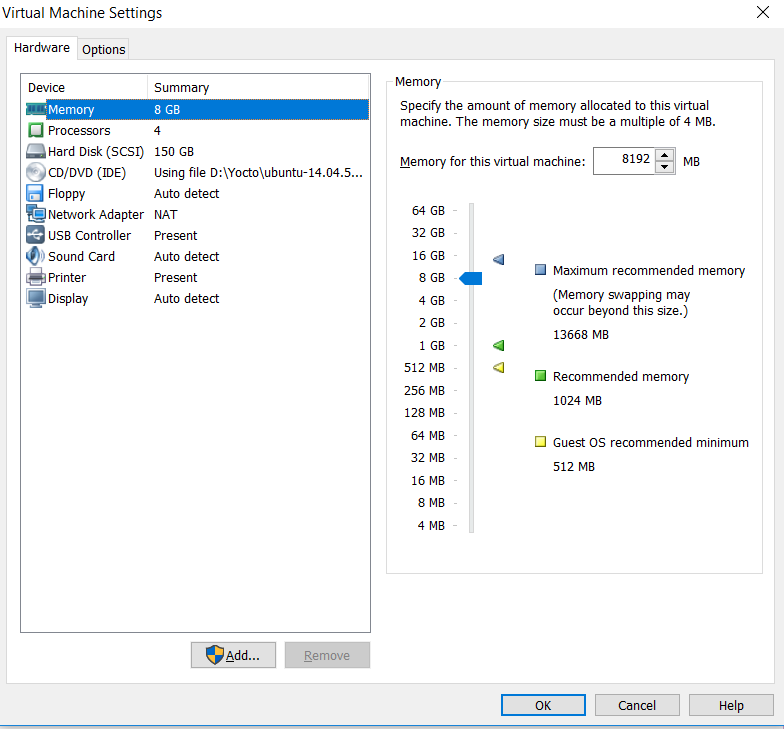 Virtual Machine Settings
Hardware Options
Device Summary
Memory 8 GB
Processors 4
Hard Disk (SCSI) 150 GB
CD/DVD (IDE) Using file D:\Yocto\ubuntu-14.04.5...
Floppy Auto detect
Network Adapter NAT
USB Controller Present
Sound Card Auto detect
Printer Present
Display Auto detect
Add...
Remove
Memory
Specify the amount of memory allocated to this virtual
machine. The memory size must be a multiple of 4 MB.
Memory for this virtual machine: 8192 MB
64 GB
32 GB
16 GB
8 GB
4 GB
2 GB
1 GB
512 MB
256 MB
128 MB
64 MB
32 MB
16 MB
8 MB
4 MB
Maximum recommended memory
(Memory swapping may
occur beyond this size.)
13668 MB
Recommended memory
1024 MB
Guest OS recommended minimum
512 MB
OK Cancel Help